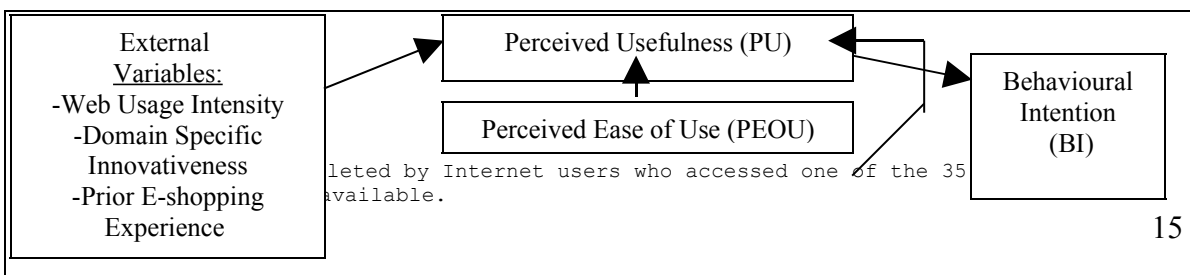 External
Variables:
-Web Usage Intensity
-Domain Specific
Innovativeness
-Prior E-shopping
Experience
Perceived Usefulness (PU)
Perceived Ease of Use (PEOU)
Behavioural
Intention
(BI)
leted by Internet users who accessed one of the 35
available.
15